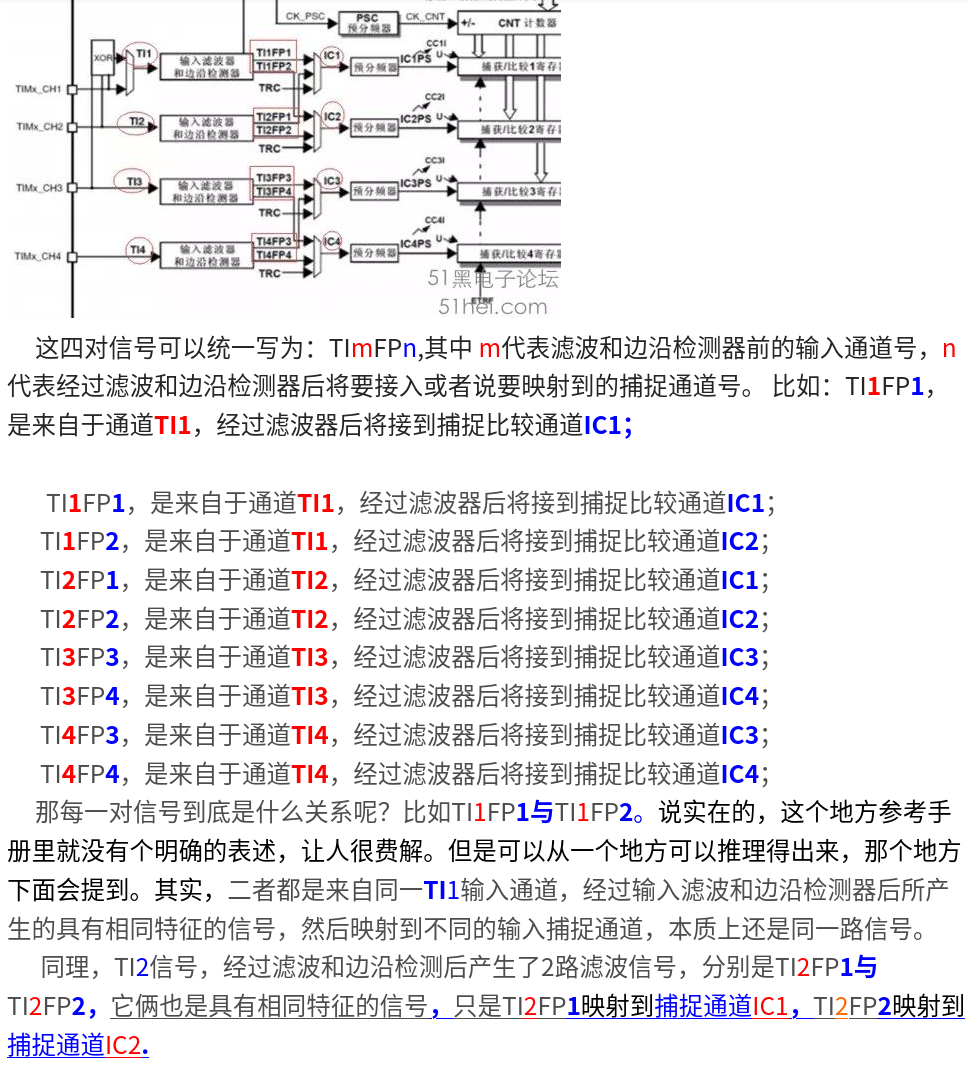 CK_PSC PSC 预分频器 CK_CNT +/- CNT 计数器
XOR TI1 输入滤波器 和边沿检测器 TI1FP1 TI1FP2 TRC IC1 预分频器 IC1PS CC1I U 捕获/比较1寄存
TIMx_CH1
TIMx_CH2 TI2 输入滤波器 和边沿检测器 TI2FP1 TI2FP2 TRC IC2 预分频器 IC2PS CC2I U 捕获/比较2寄存
TIMx_CH3 TI3 输入滤波器 和边沿检测器 TI3FP3 TI3FP4 TRC IC3 预分频器 IC3PS CC3I U 捕获/比较3寄存
TIMx_CH4 TI4 输入滤波器 和边沿检测器 TI4FP3 TI4FP4 TRC IC4 预分频器 IC4PS CC4I U 捕获/比较4寄存
51黑电子论坛
ETRF
51hei.com
这四对信号可以统一写为：TImFPn,其中 m代表滤波和边沿检测器前的输入通道号，n
代表经过滤波和边沿检测器后将要接入或者说要映射到的捕捉通道号。 比如：TI1FP1，
是来自于通道TI1，经过滤波器后将接到捕捉比较通道IC1；
TI1FP1，是来自于通道TI1，经过滤波器后将接到捕捉比较通道IC1；
TI1FP2，是来自于通道TI1，经过滤波器后将接到捕捉比较通道IC2；
TI2FP1，是来自于通道TI2，经过滤波器后将接到捕捉比较通道IC1；
TI2FP2，是来自于通道TI2，经过滤波器后将接到捕捉比较通道IC2；
TI3FP3，是来自于通道TI3，经过滤波器后将接到捕捉比较通道IC3；
TI3FP4，是来自于通道TI3，经过滤波器后将接到捕捉比较通道IC4；
TI4FP3，是来自于通道TI4，经过滤波器后将接到捕捉比较通道IC3；
TI4FP4，是来自于通道TI4，经过滤波器后将接到捕捉比较通道IC4；
那每一对信号到底是什么关系呢？比如TI1FP1与TI1FP2。说实在的，这个地方参考手
册里就没有个明确的表述，让人很费解。但是可以从一个地方可以推理得出来，那个地方
下面会提到。其实，二者都是来自同一TI1输入通道，经过输入滤波和边沿检测器后所产
生的具有相同特征的信号，然后映射到不同的输入捕捉通道，本质上还是同一路信号。
同理，TI2信号，经过滤波和边沿检测后产生了2路滤波信号，分别是TI2FP1与
TI2FP2，它俩也是具有相同特征的信号，只是TI2FP1映射到捕捉通道IC1，TI2FP2映射到
捕捉通道IC2.